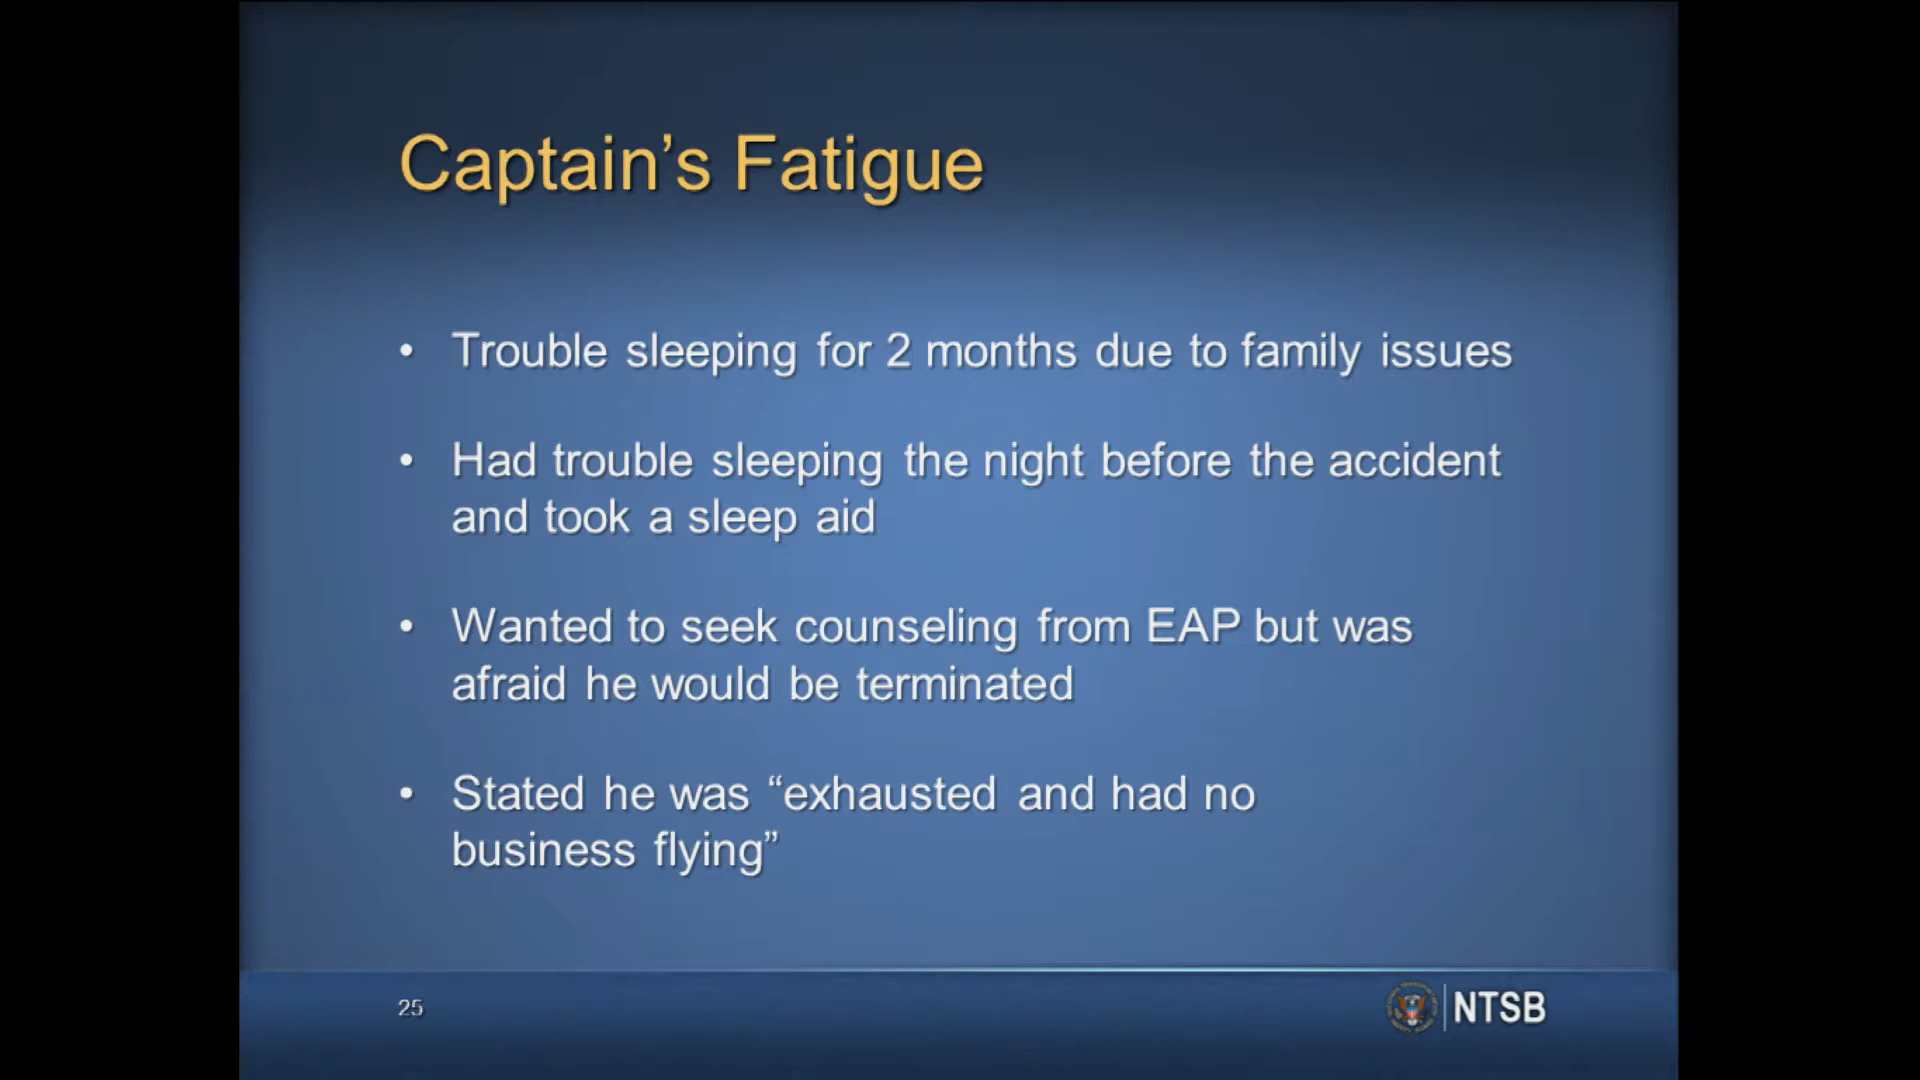 Captain’s Fatigue
• Trouble sleeping for 2 months due to family issues
• Had trouble sleeping the night before the accident
and took a sleep aid
• Wanted to seek counseling from EAP but was
afraid he would be terminated
• Stated he was “exhausted and had no
business flying”
25
NTSB